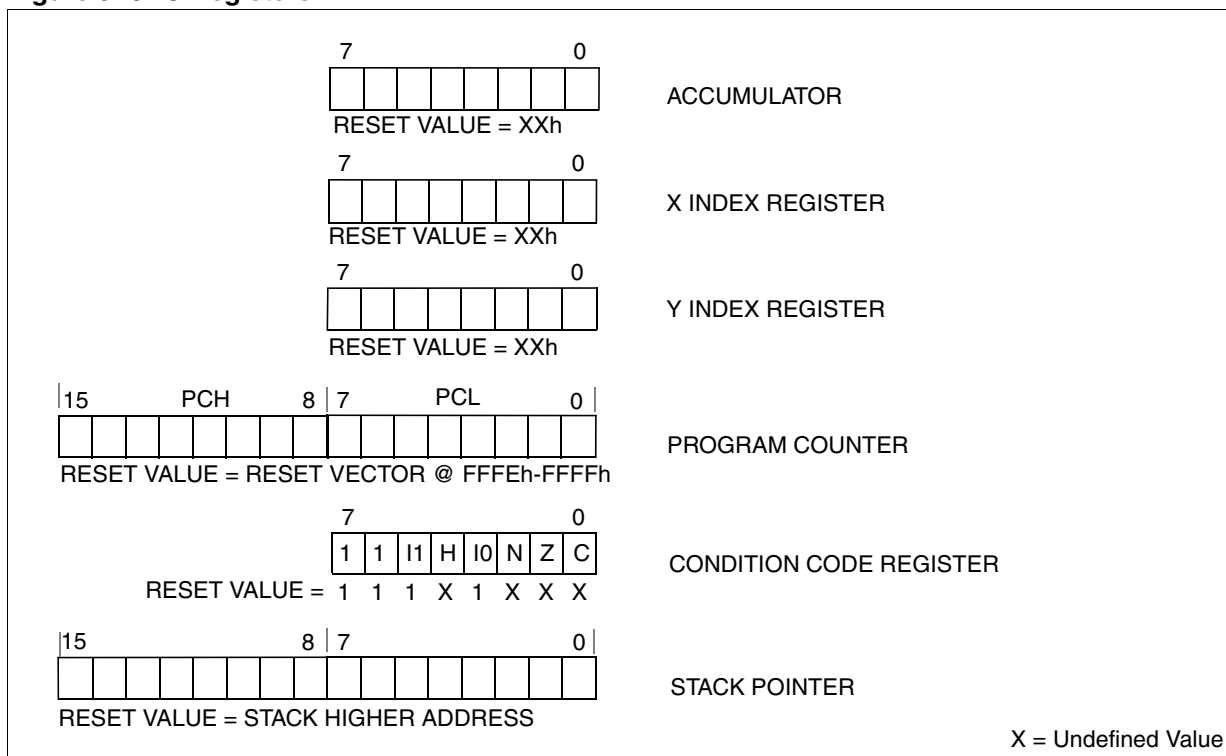 7 0
ACCUMULATOR
RESET VALUE = XXh
7 0
X INDEX REGISTER
RESET VALUE = XXh
7 0
Y INDEX REGISTER
RESET VALUE = XXh
15 PCH 8 7 PCL 0
PROGRAM COUNTER
RESET VALUE = RESET VECTOR @ FFFEh-FFFFh
7 0
1 1 I1 H I0 N Z C
CONDITION CODE REGISTER
RESET VALUE = 1 1 1 X 1 X X X
15 8 7 0
STACK POINTER
RESET VALUE = STACK HIGHER ADDRESS
X = Undefined Value